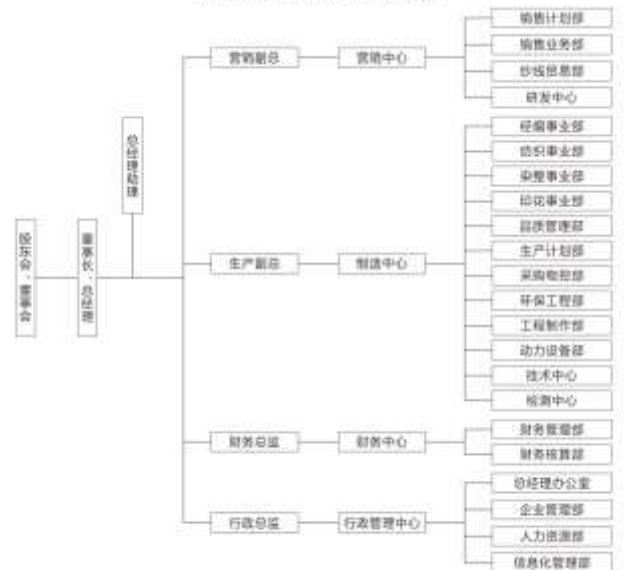 股东会、董事会
董事长、总经理
总经理助理
营销副总
营销中心
销售计划部
销售业务部
纱线贸易部
研发中心
生产副总
制造中心
经编事业部
纺织事业部
染整事业部
印花事业部
品质管理部
生产计划部
采购物控部
环保工程部
工程制作部
动力设备部
技术中心
检测中心
财务总监
财务中心
财务管理部
财务核算部
行政总监
行政管理中心
总经理办公室
企业管理部
人力资源部
信息化管理部